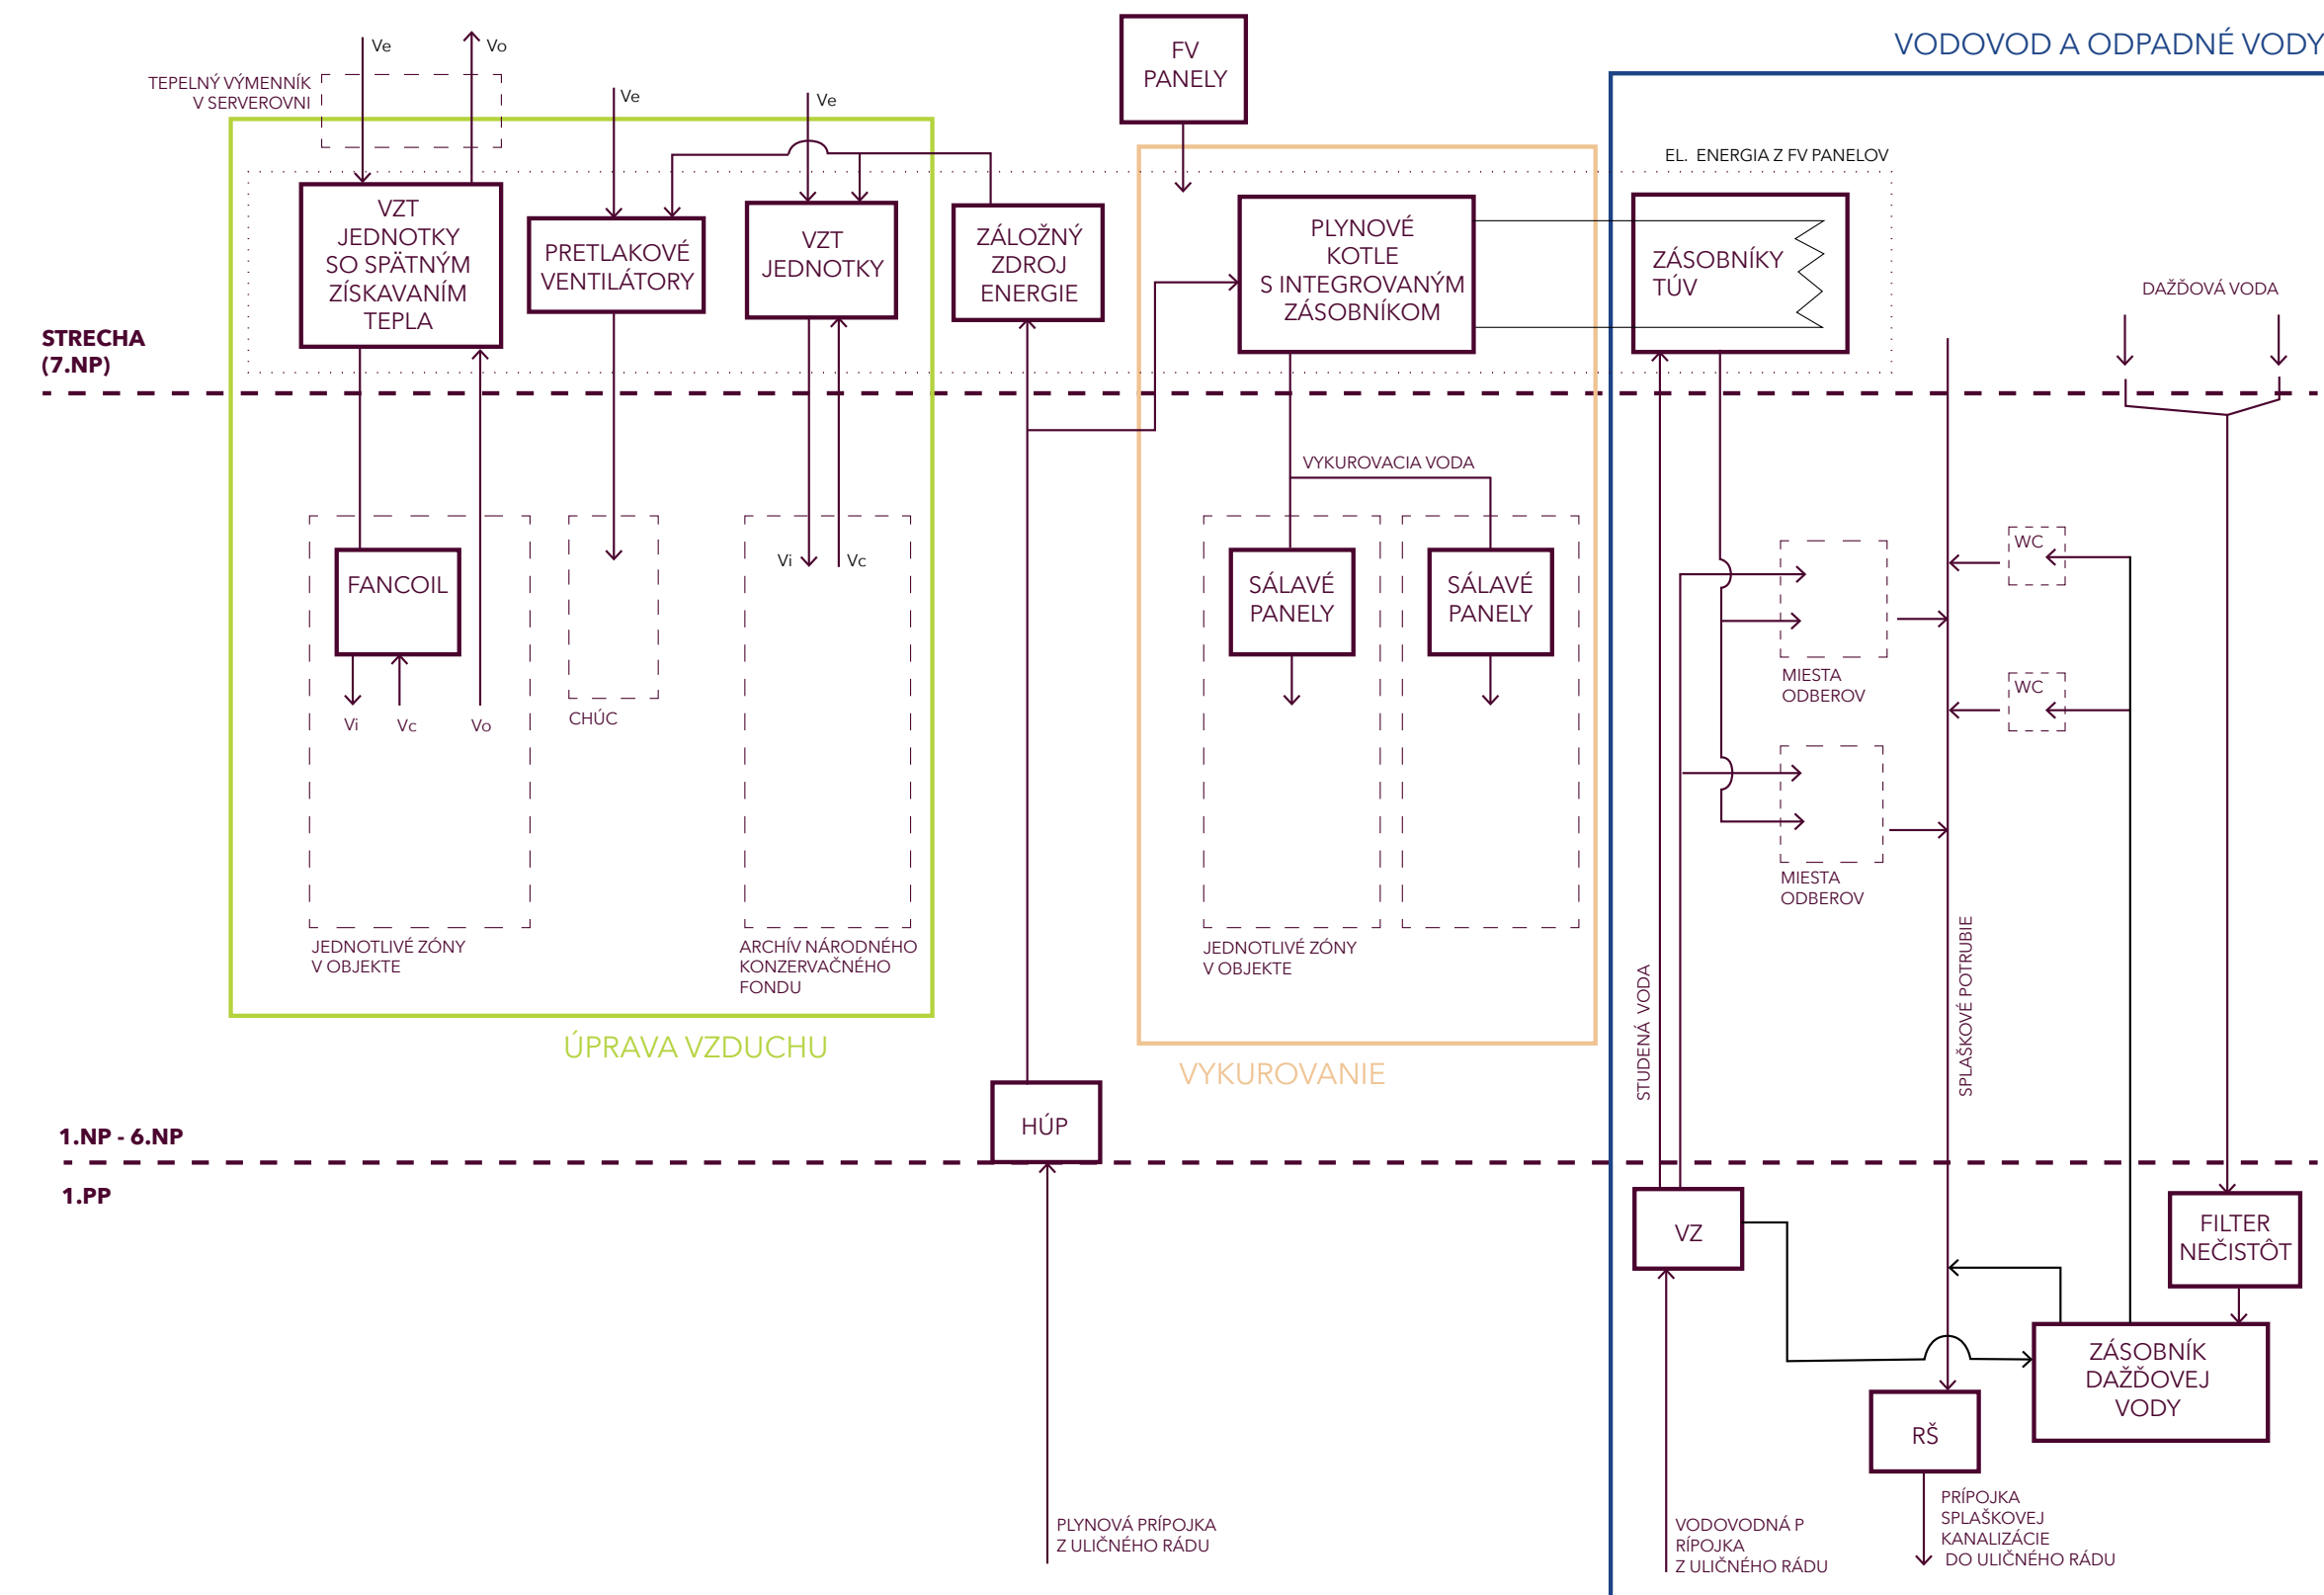 VODOVOD A ODPADNÉ VODY
FV
PANELY
Ve
Vo
TEPELNÝ VÝMENNÍK
V SERVEROVNI
Ve
Ve
EL. ENERGIA Z FV PANELOV
VZT
JEDNOTKY
SO SPÄTNÝM
ZÍSKAVANÍM
TEPLA
PRETLAKOVÉ
VENTILÁTORY
VZT
JEDNOTKY
ZÁLOŽNÝ
ZDROJ
ENERGIE
PLYNOVÉ
KOTLE
S INTEGROVANÝM
ZÁSOBNÍKOM
ZÁSOBNÍKY
TÚV
DAŽĎOVÁ VODA
STRECHA
(7.NP)
VYKUROVACIA VODA
FANCOIL
Vi
Vc
Vo
CHÚC
Vi
Vc
SÁLAVÉ
PANELY
SÁLAVÉ
PANELY
WC
WC
MIESTA
ODBEROV
MIESTA
ODBEROV
JEDNOTLIVÉ ZÓNY
V OBJEKTE
ARCHÍV NÁRODNÉHO
KONZERVAČNÉHO
FONDU
JEDNOTLIVÉ ZÓNY
V OBJEKTE
STUDENÁ VODA
SPLAŠKOVÉ POTRUBIE
ÚPRAVA VZDUCHU
VYKUROVANIE
HÚP
1.NP - 6.NP
1.PP
VZ
FILTER
NEČISTÔT
ZÁSOBNÍK
DAŽĎOVEJ
VODY
RŠ
PLYNOVÁ PRÍPOJKA
Z ULIČNÉHO RÁDU
VODOVODNÁ P
RÍPOJKA
Z ULIČNÉHO RÁDU
PRÍPOJKA
SPLAŠKOVEJ
KANALIZÁCIE
DO ULIČNÉHO RÁDU